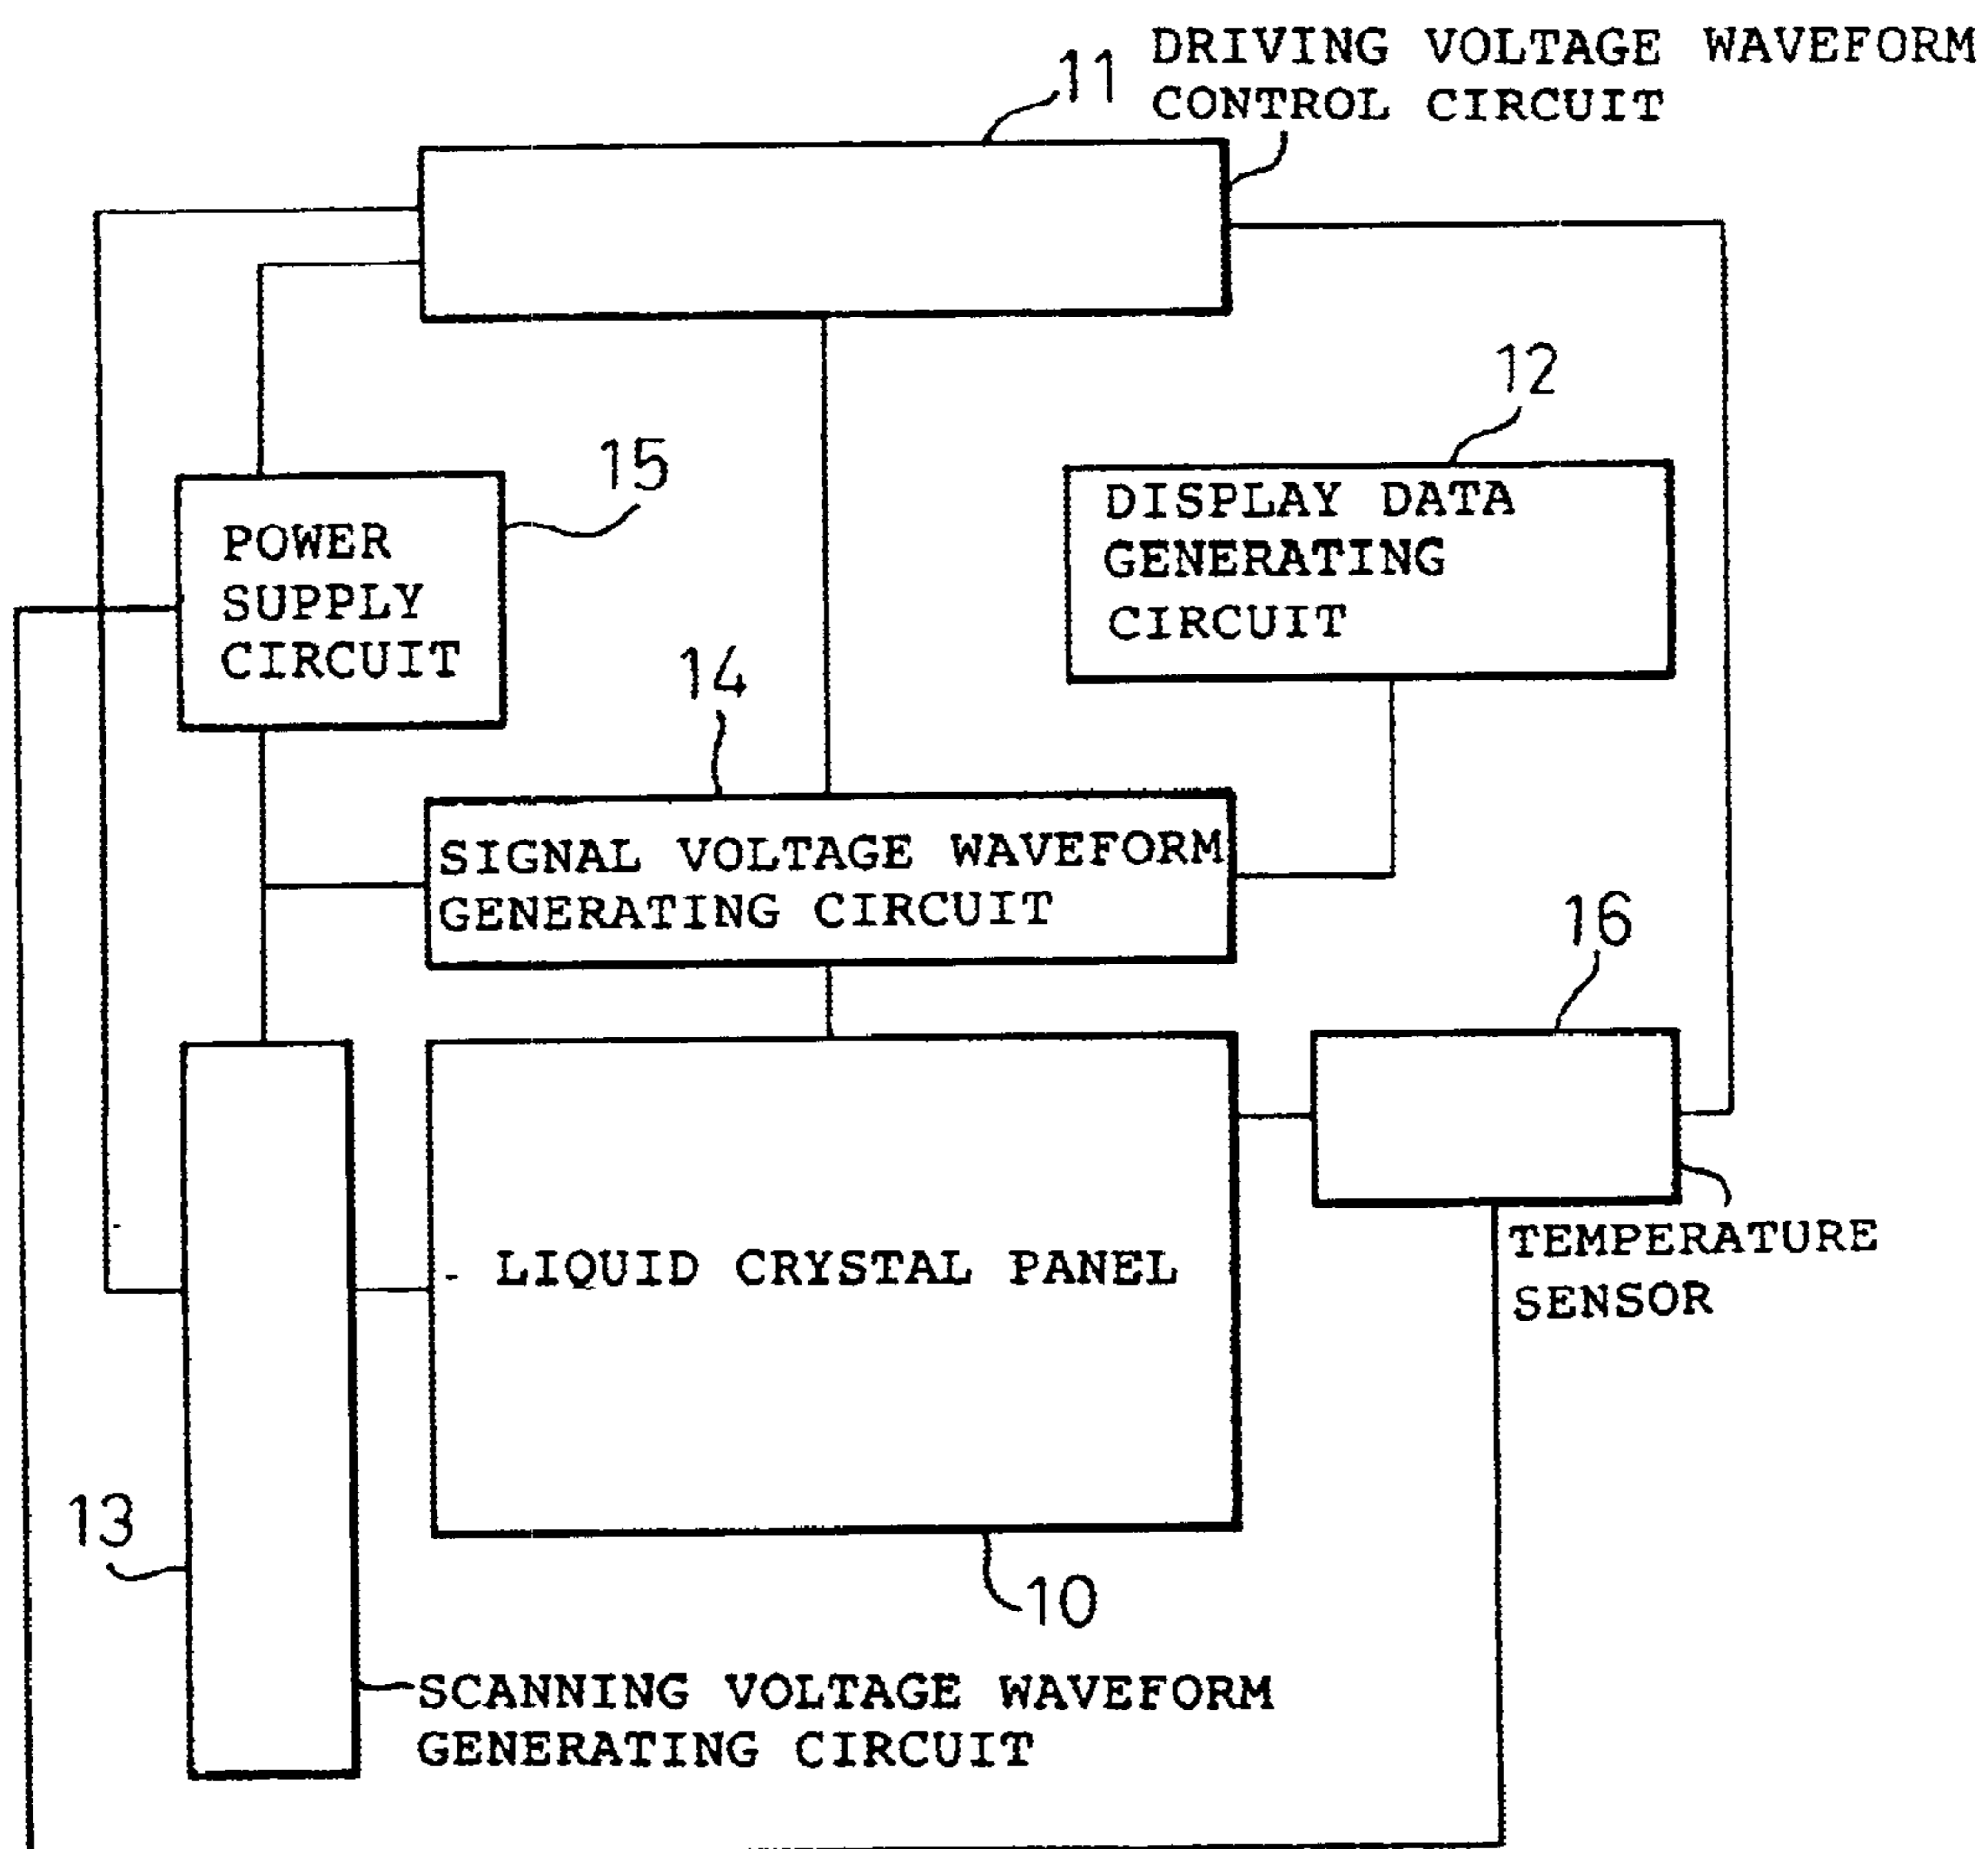 11
DRIVING VOLTAGE WAVEFORM
CONTROL CIRCUIT
12
DISPLAY DATA
GENERATING
CIRCUIT
15
POWER
SUPPLY
CIRCUIT
14
SIGNAL VOLTAGE WAVEFORM
GENERATING CIRCUIT
16
TEMPERATURE
SENSOR
LIQUID CRYSTAL PANEL
13
10
SCANNING VOLTAGE WAVEFORM
GENERATING CIRCUIT